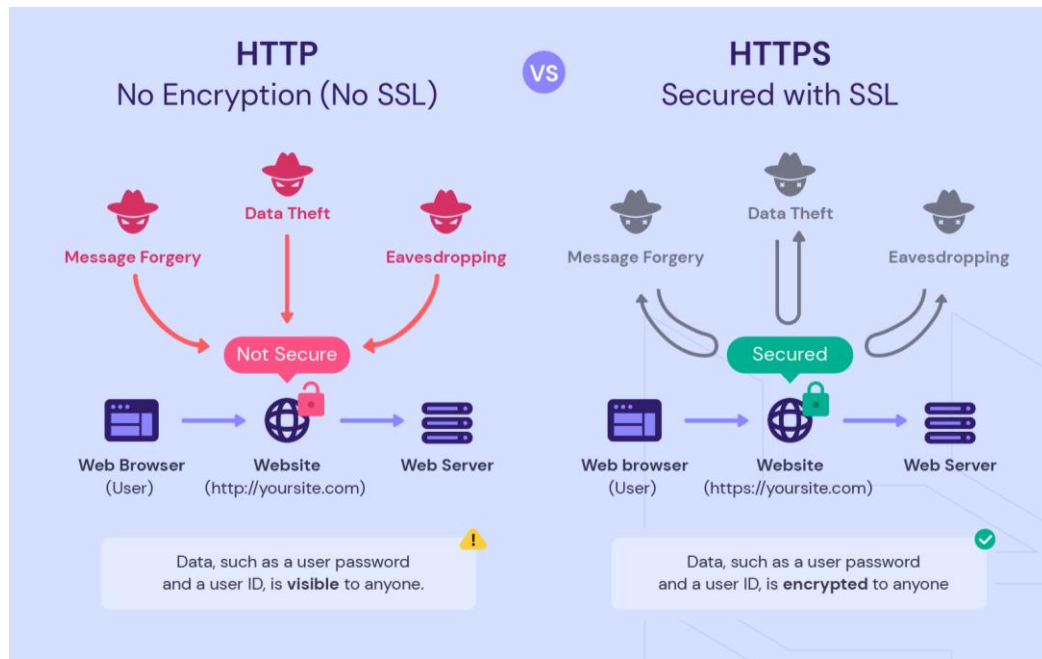 HTTP
No Encryption (No SSL)
VS
HTTPS
Secured with SSL
Data Theft
Message Forgery
Eavesdropping
Not Secure
Web Browser
(User)
Website
(http://yoursite.com)
Web Server
!
Data, such as a user password
and a user ID, is visible to anyone.
Data Theft
Message Forgery
Eavesdropping
Secured
Web browser
(User)
Website
(https://yoursite.com)
Web Server
Data, such as a user password
and a user ID, is encrypted to anyone